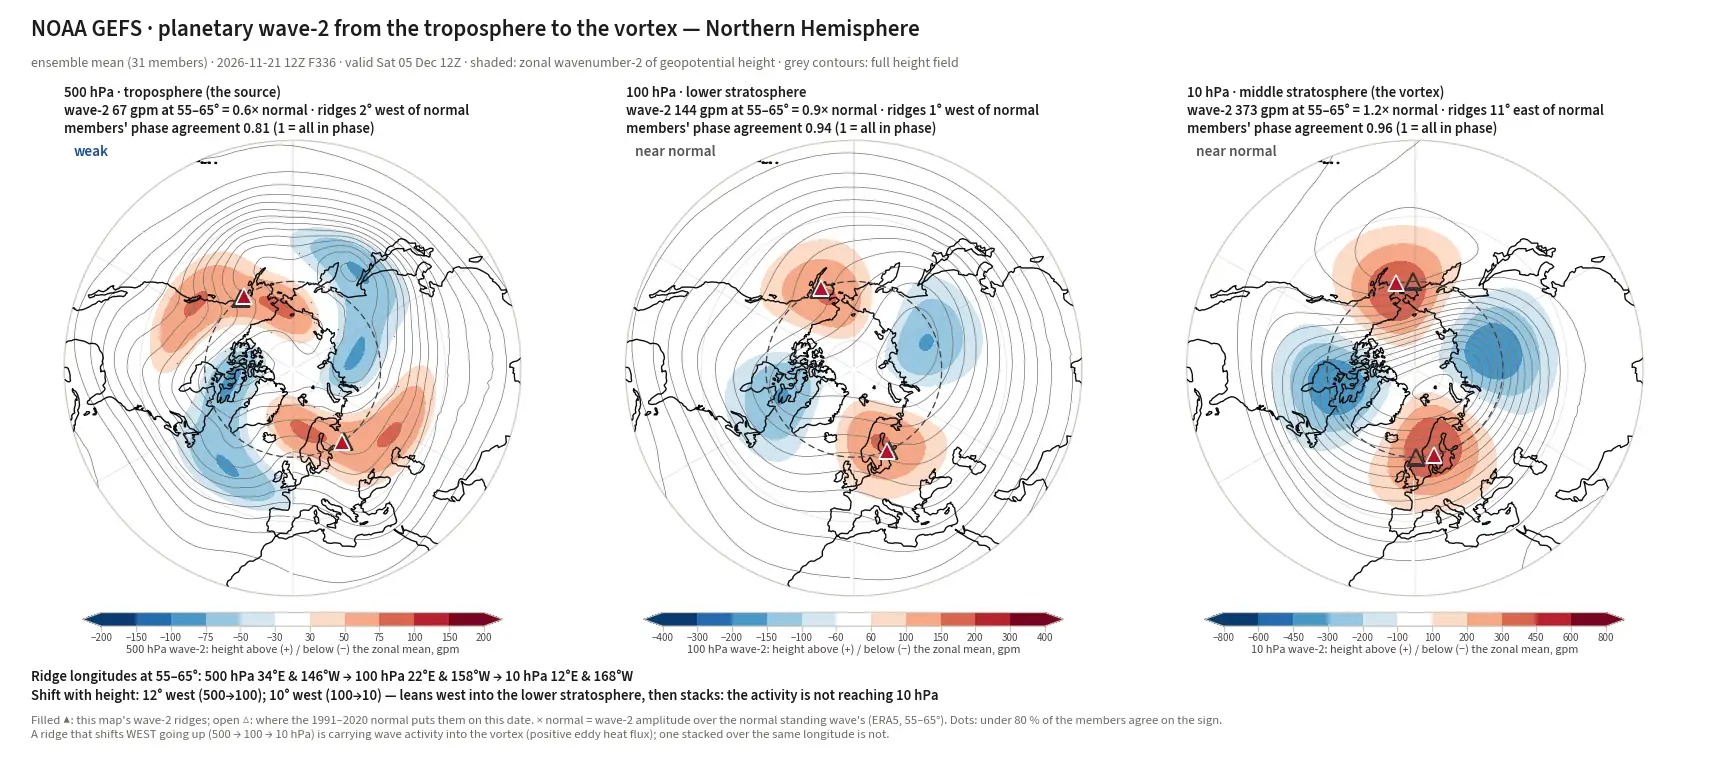 NOAA GEFS · planetary wave-2 from the troposphere to the vortex — Northern Hemisphere
ensemble mean (31 members) · 2026-11-21 12Z F336 · valid Sat 05 Dec 12Z · shaded: zonal wavenumber-2 of geopotential height · grey contours: full height field
500 hPa · troposphere (the source)
wave-2 67 gpm at 55–65° = 0.6× normal · ridges 2° west of normal
members' phase agreement 0.81 (1 = all in phase)
weak
100 hPa · lower stratosphere
wave-2 144 gpm at 55–65° = 0.9× normal · ridges 1° west of normal
members' phase agreement 0.94 (1 = all in phase)
near normal
10 hPa · middle stratosphere (the vortex)
wave-2 373 gpm at 55–65° = 1.2× normal · ridges 11° east of normal
members' phase agreement 0.96 (1 = all in phase)
near normal
−200 −150 −100 −75 −50 −30 30 50 75 100 150 200
500 hPa wave-2: height above (+) / below (−) the zonal mean, gpm
−400 −300 −200 −150 −100 −60 60 100 150 200 300 400
100 hPa wave-2: height above (+) / below (−) the zonal mean, gpm
−800 −600 −450 −300 −200 −100 100 200 300 450 600 800
10 hPa wave-2: height above (+) / below (−) the zonal mean, gpm
Ridge longitudes at 55–65°: 500 hPa 34°E & 146°W → 100 hPa 22°E & 158°W → 10 hPa 12°E & 168°W
Shift with height: 12° west (500→100); 10° west (100→10) — leans west into the lower stratosphere, then stacks: the activity is not reaching 10 hPa
Filled ▲: this map's wave-2 ridges; open △: where the 1991–2020 normal puts them on this date. × normal = wave-2 amplitude over the normal standing wave's (ERA5, 55–65°). Dots: under 80 % of the members agree on the sign.
A ridge that shifts WEST going up (500 → 100 → 10 hPa) is carrying wave activity into the vortex (positive eddy heat flux); one stacked over the same longitude is not.